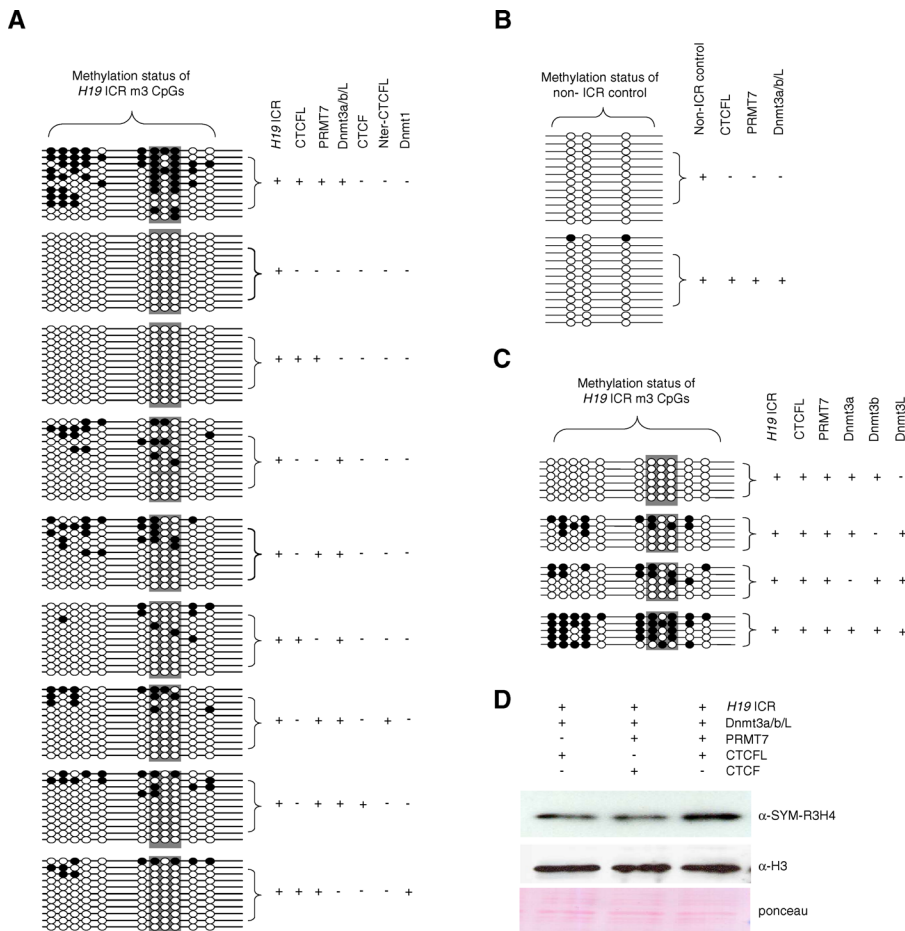 A
Methylation status of
H19 ICR m3 CpGs
H19 ICR
CTCFL
PRMT7
Dnmt3a/b/L
CTCF
Nter-CTCFL
Dnmt1
+ + + + - - -
+ - - - - - -
+ + + - - - -
+ - - + - - -
+ - + + - - -
+ + - + - - -
+ - + + - + -
+ - + + + - -
+ + + - - - +
B
Methylation status of
non- ICR control
Non-ICR control
CTCFL
PRMT7
Dnmt3a/b/L
+ - - -
+ + + +
C
Methylation status of
H19 ICR m3 CpGs
H19 ICR
CTCFL
PRMT7
Dnmt3a
Dnmt3b
Dnmt3L
+ + + + + -
+ + + + - +
+ + + - + +
+ + + + + +
D
+ + + H19 ICR
+ + + Dnmt3a/b/L
- + + PRMT7
+ - + CTCFL
- + - CTCF
α-SYM-R3H4
α-H3
ponceau